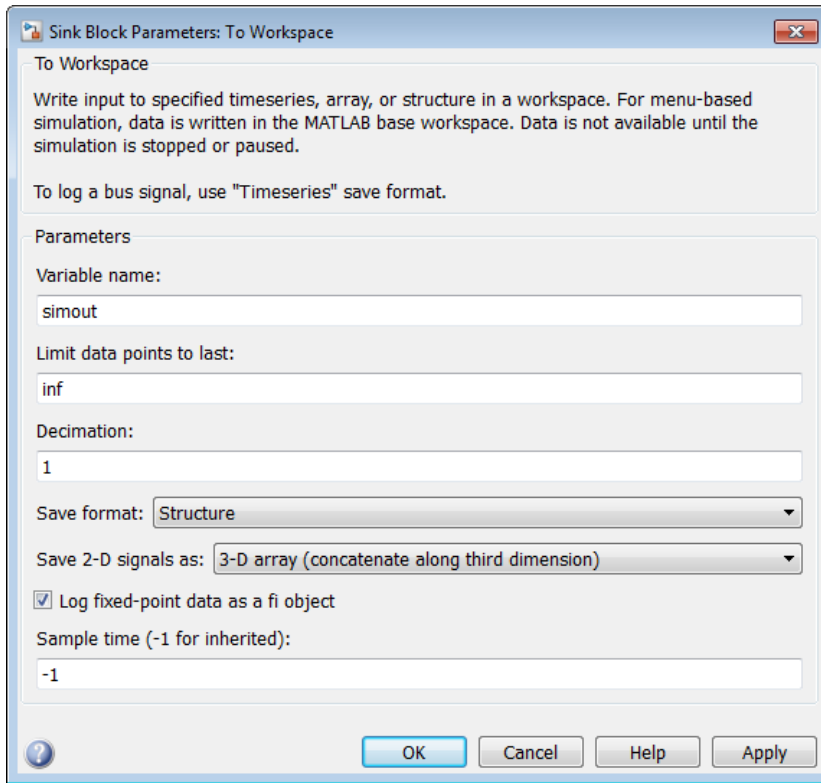 Sink Block Parameters: To Workspace
To Workspace
Write input to specified timeseries, array, or structure in a workspace. For menu-based
simulation, data is written in the MATLAB base workspace. Data is not available until the
simulation is stopped or paused.
To log a bus signal, use "Timeseries" save format.
Parameters
Variable name:
simout
Limit data points to last:
inf
Decimation:
1
Save format: Structure
Save 2-D signals as: 3-D array (concatenate along third dimension)
Log fixed-point data as a fi object
Sample time (-1 for inherited):
-1
? OK Cancel Help Apply